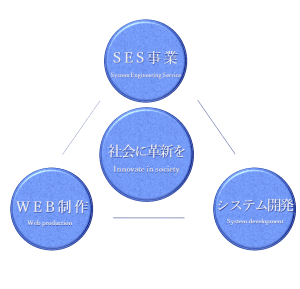 SES事業
System Engineering Service
社会に革新を
Innovate in society
WEB制作
Web production
システム開発
System development